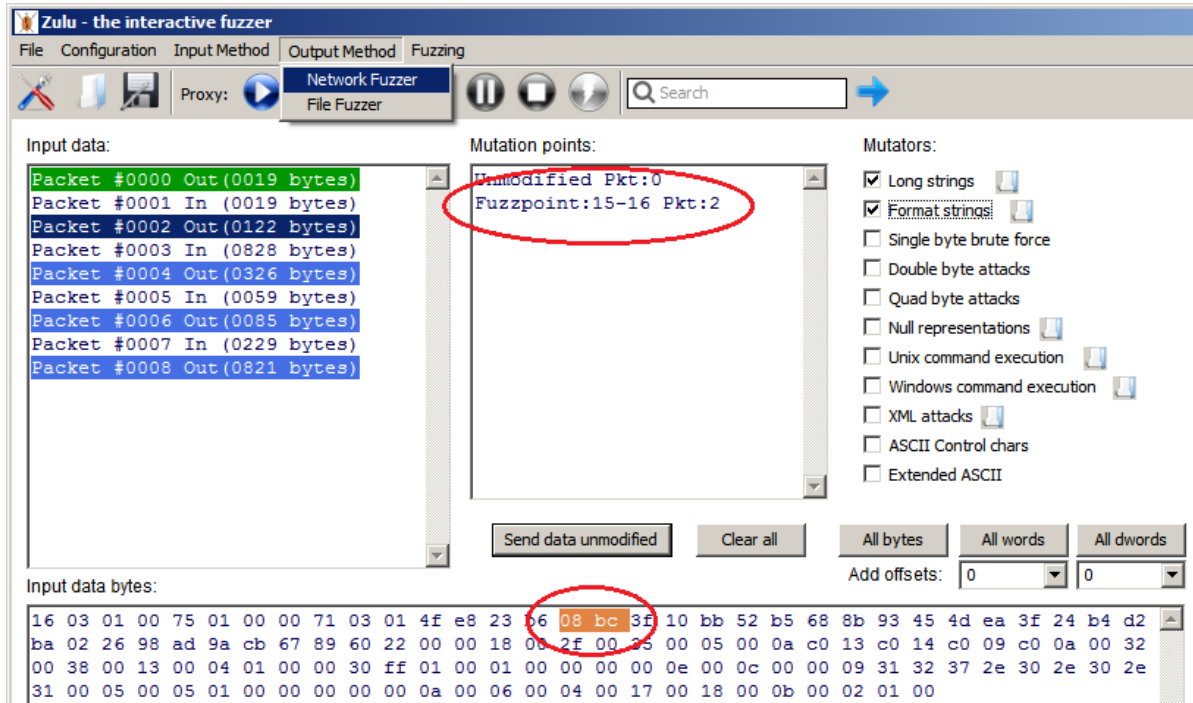 Zulu - the interactive fuzzer
File Configuration Input Method Output Method Fuzzing
Network Fuzzer
File Fuzzer
Proxy:
Search
Input data:
Packet #0000 Out(0019 bytes)
Packet #0001 In (0019 bytes)
Packet #0002 Out(0122 bytes)
Packet #0003 In (0828 bytes)
Packet #0004 Out(0326 bytes)
Packet #0005 In (0059 bytes)
Packet #0006 Out(0085 bytes)
Packet #0007 In (0229 bytes)
Packet #0008 Out(0821 bytes)
Mutation points:
Unmodified Pkt:0
Fuzzpoint:15-16 Pkt:2
Mutators:
Long strings
Format strings
Single byte brute force
Double byte attacks
Quad byte attacks
Null representations
Unix command execution
Windows command execution
XML attacks
ASCII Control chars
Extended ASCII
Send data unmodified
Clear all
All bytes
All words
All dwords
Add offsets: 0 0
Input data bytes:
16 03 01 00 75 01 00 00 71 03 01 4f e8 23 b6 08 bc 3f 10 bb 52 b5 68 8b 93 45 4d ea 3f 24 b4 d2
ba 02 26 98 ad 9a cb 67 89 60 22 00 00 18 00 2f 00 35 00 05 00 0a c0 13 c0 14 c0 09 c0 0a 00 32
00 38 00 13 00 04 01 00 00 30 ff 01 00 01 00 00 00 00 0e 00 0c 00 00 09 31 32 37 2e 30 2e 30 2e
31 00 05 00 05 01 00 00 00 00 00 0a 00 06 00 04 00 17 00 18 00 0b 00 02 01 00